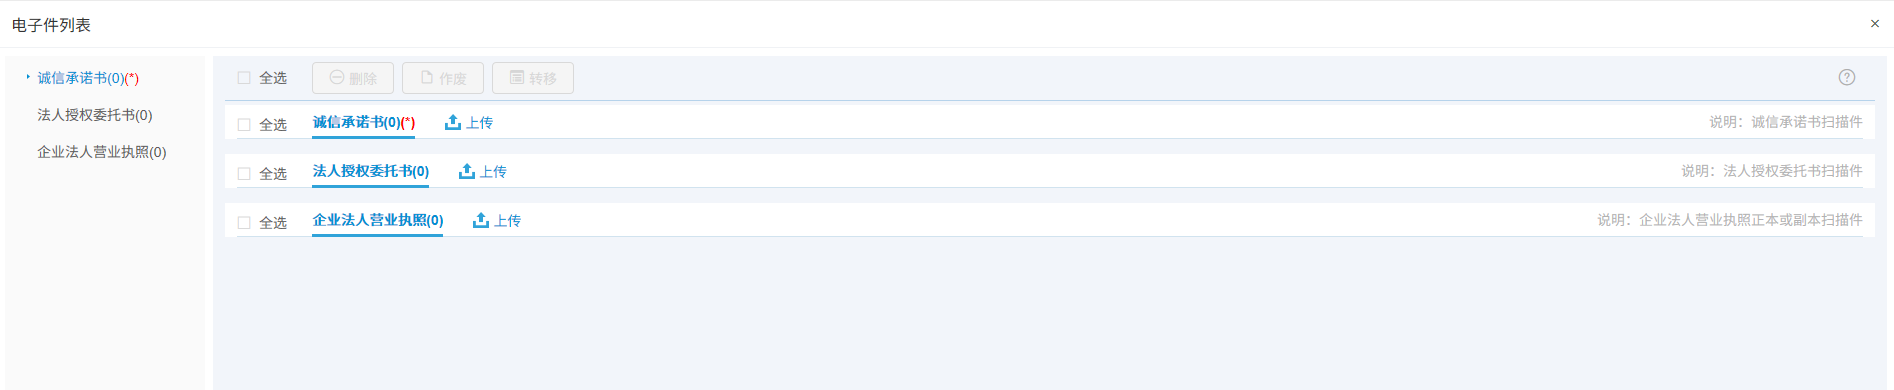 电子件列表 ×
诚信承诺书(0)(*)
法人授权委托书(0)
企业法人营业执照(0)
全选 删除 作废 转移 ?
全选 诚信承诺书(0)(*) 上传 说明：诚信承诺书扫描件
全选 法人授权委托书(0) 上传 说明：法人授权委托书扫描件
全选 企业法人营业执照(0) 上传 说明：企业法人营业执照正本或副本扫描件